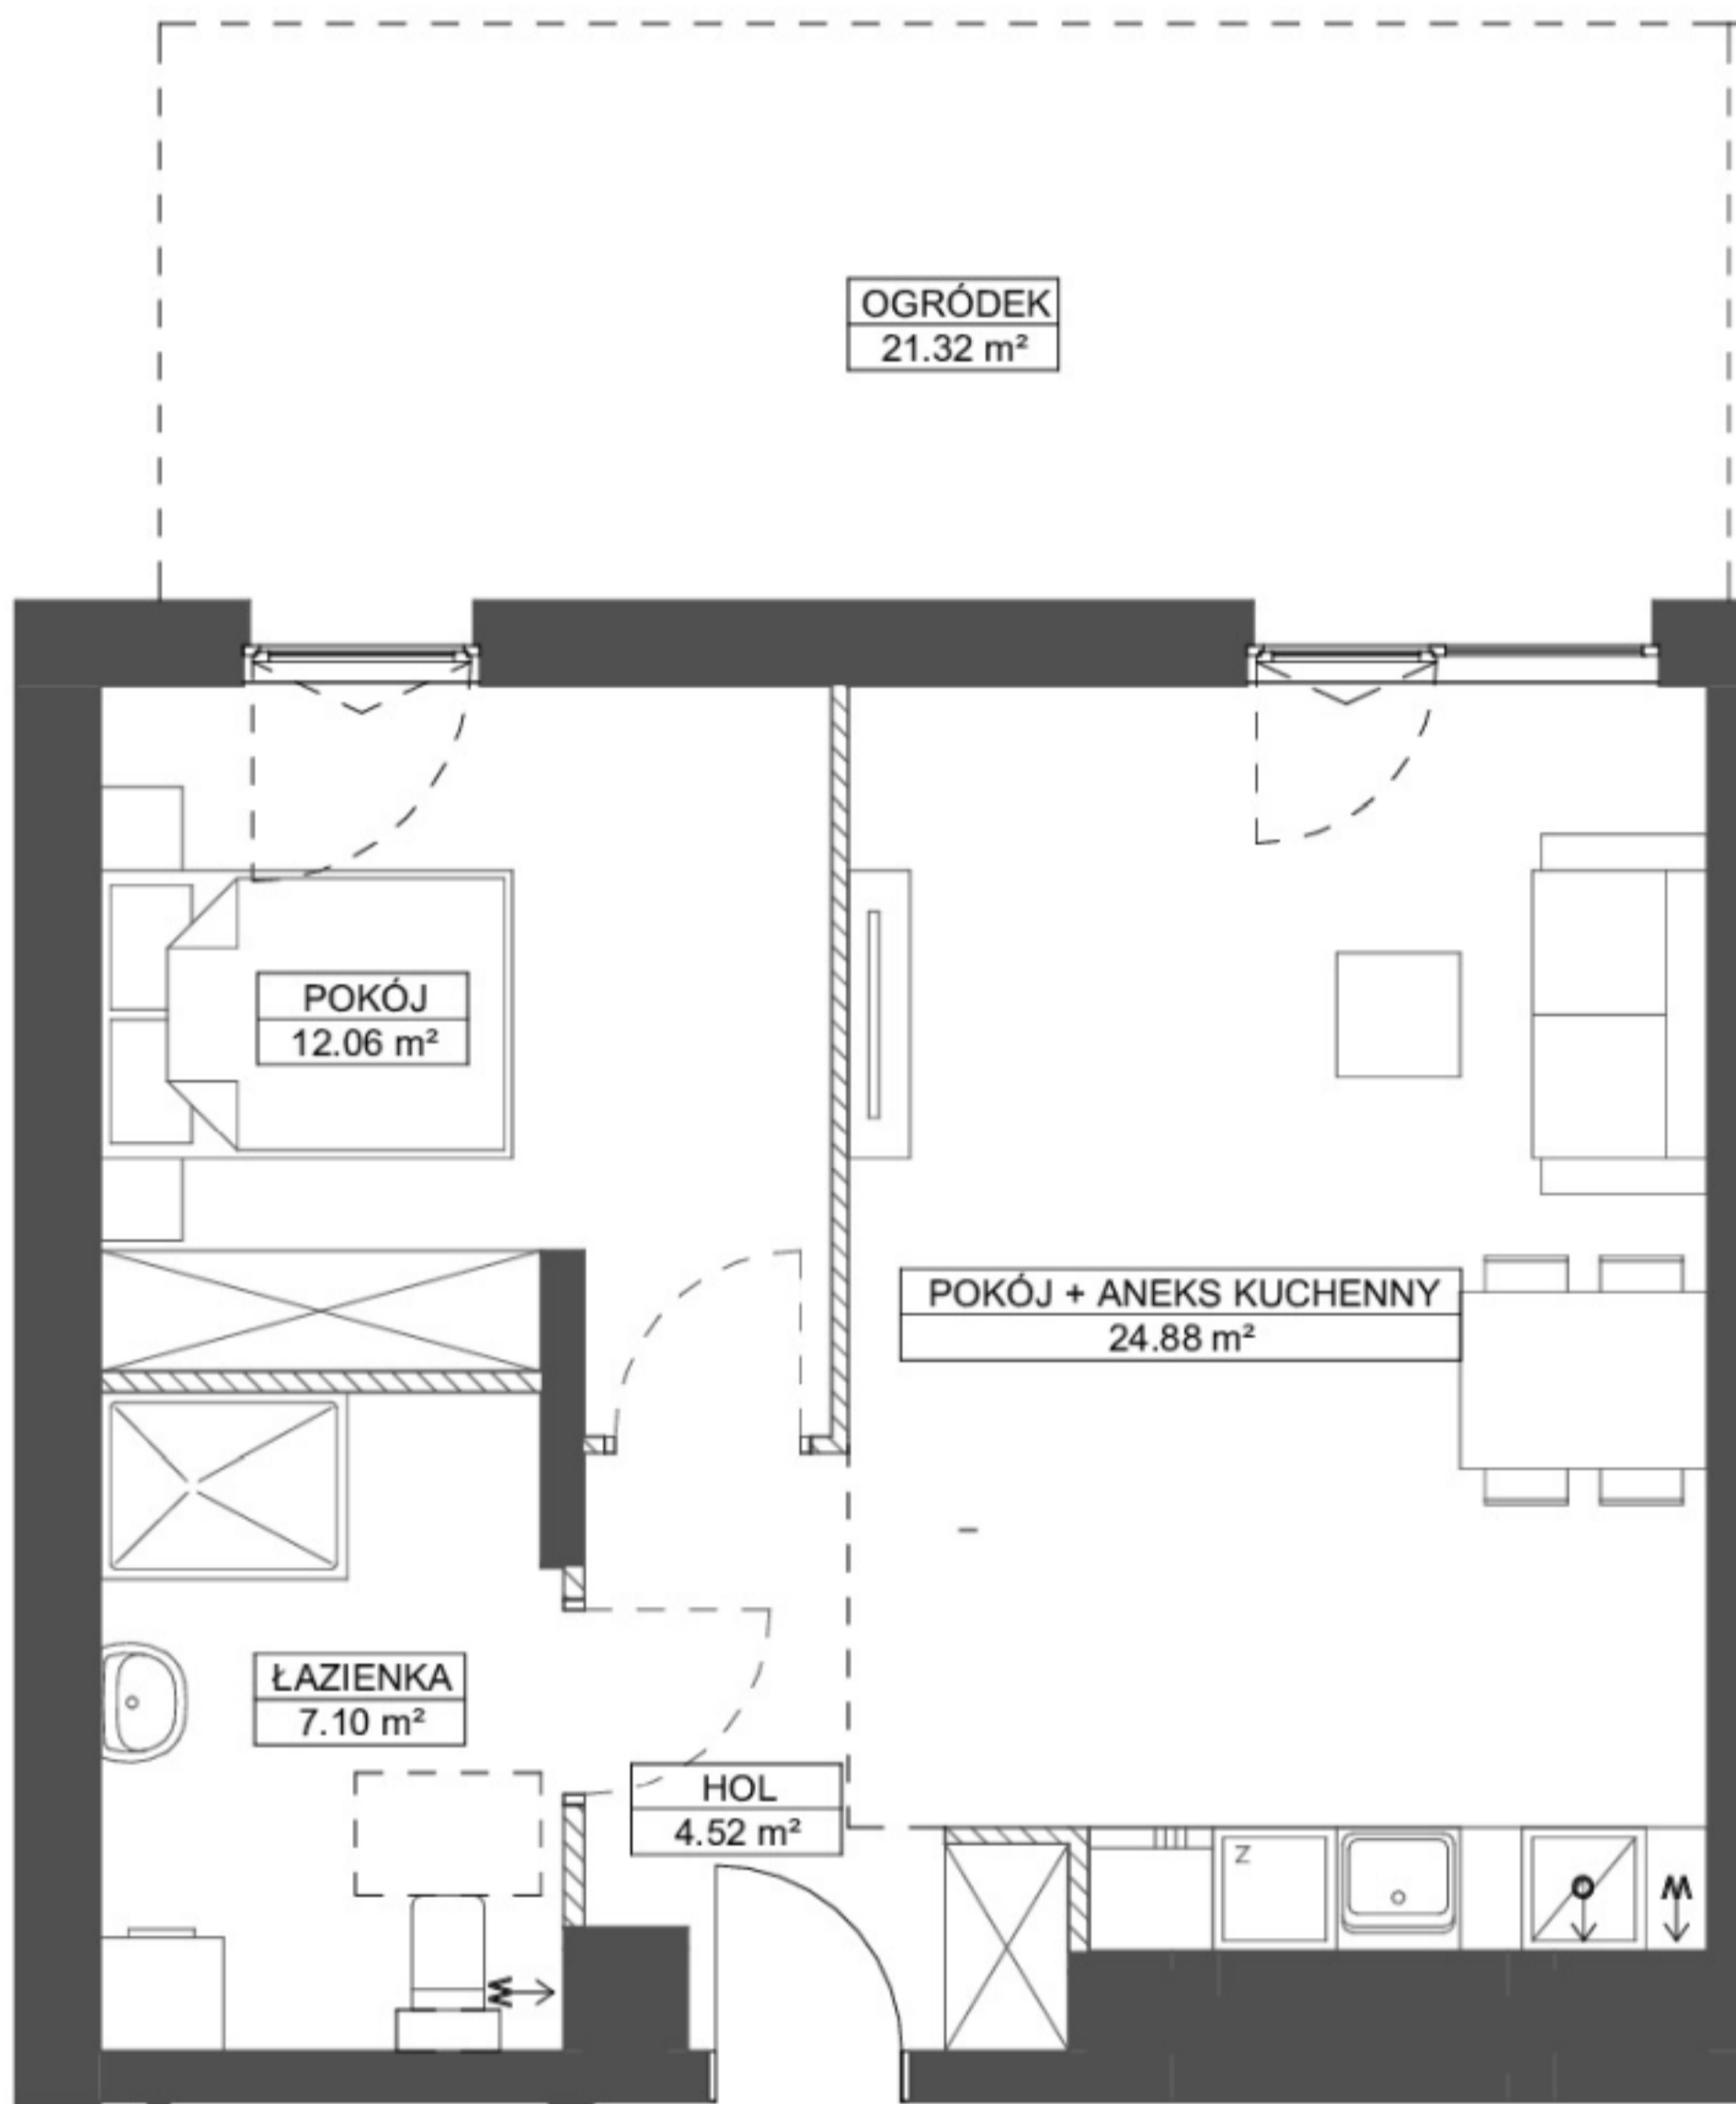 OGRÓDEK
21.32 m²
POKÓJ
12.06 m²
POKÓJ + ANEKS KUCHENNY
24.88 m²
ŁAZIENKA
7.10 m²
HOL
4.52 m²
Z
O
W
W